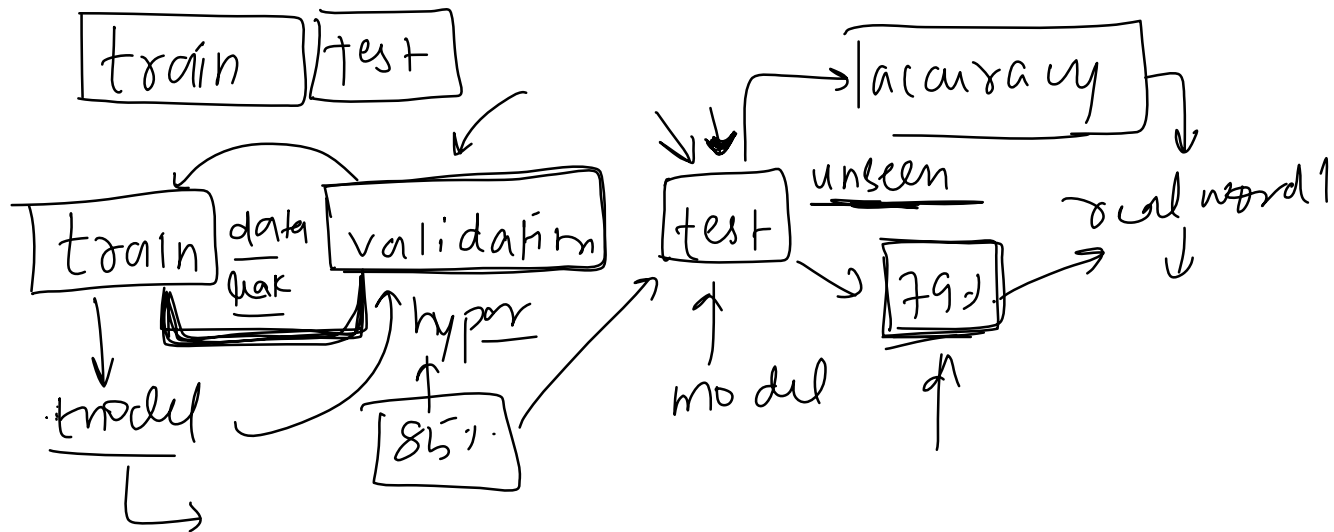 train test
accuracy
unseen
real world
train data validation test
leak
79%
hyper
model
model
85%